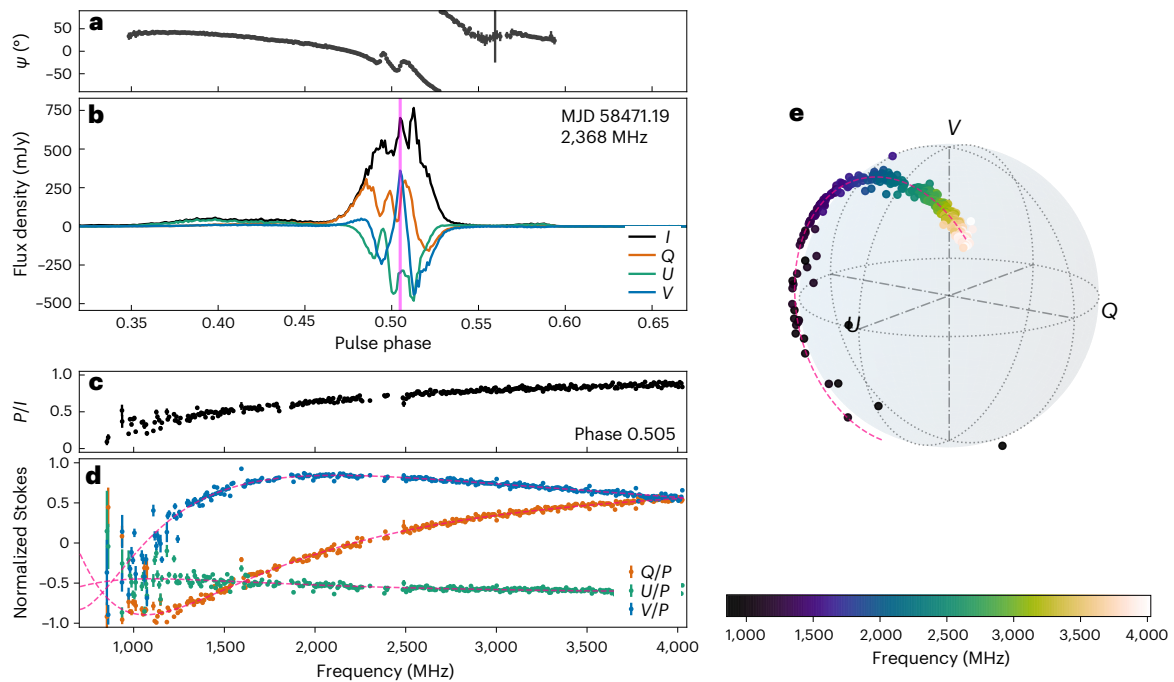 a
ψ (°)
50
0
−50
b
MJD 58471.19
2,368 MHz
Flux density (mJy)
750
500
250
0
−250
−500
I
Q
U
V
0.35 0.40 0.45 0.50 0.55 0.60 0.65
Pulse phase
c
P/I
1.0
0.5
0
Phase 0.505
d
Normalized Stokes
1.0
0.5
0
−0.5
−1.0
Q/P
U/P
V/P
1,000 1,500 2,000 2,500 3,000 3,500 4,000
Frequency (MHz)
e
V
U
Q
1,000 1,500 2,000 2,500 3,000 3,500 4,000
Frequency (MHz)